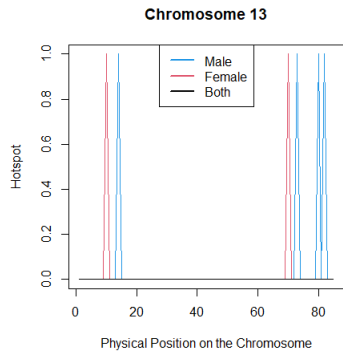 Chromosome 13
Male
Female
Both
Hotspot
1.0
0.8
0.6
0.4
0.2
0.0
0 20 40 60 80
Physical Position on the Chromosome